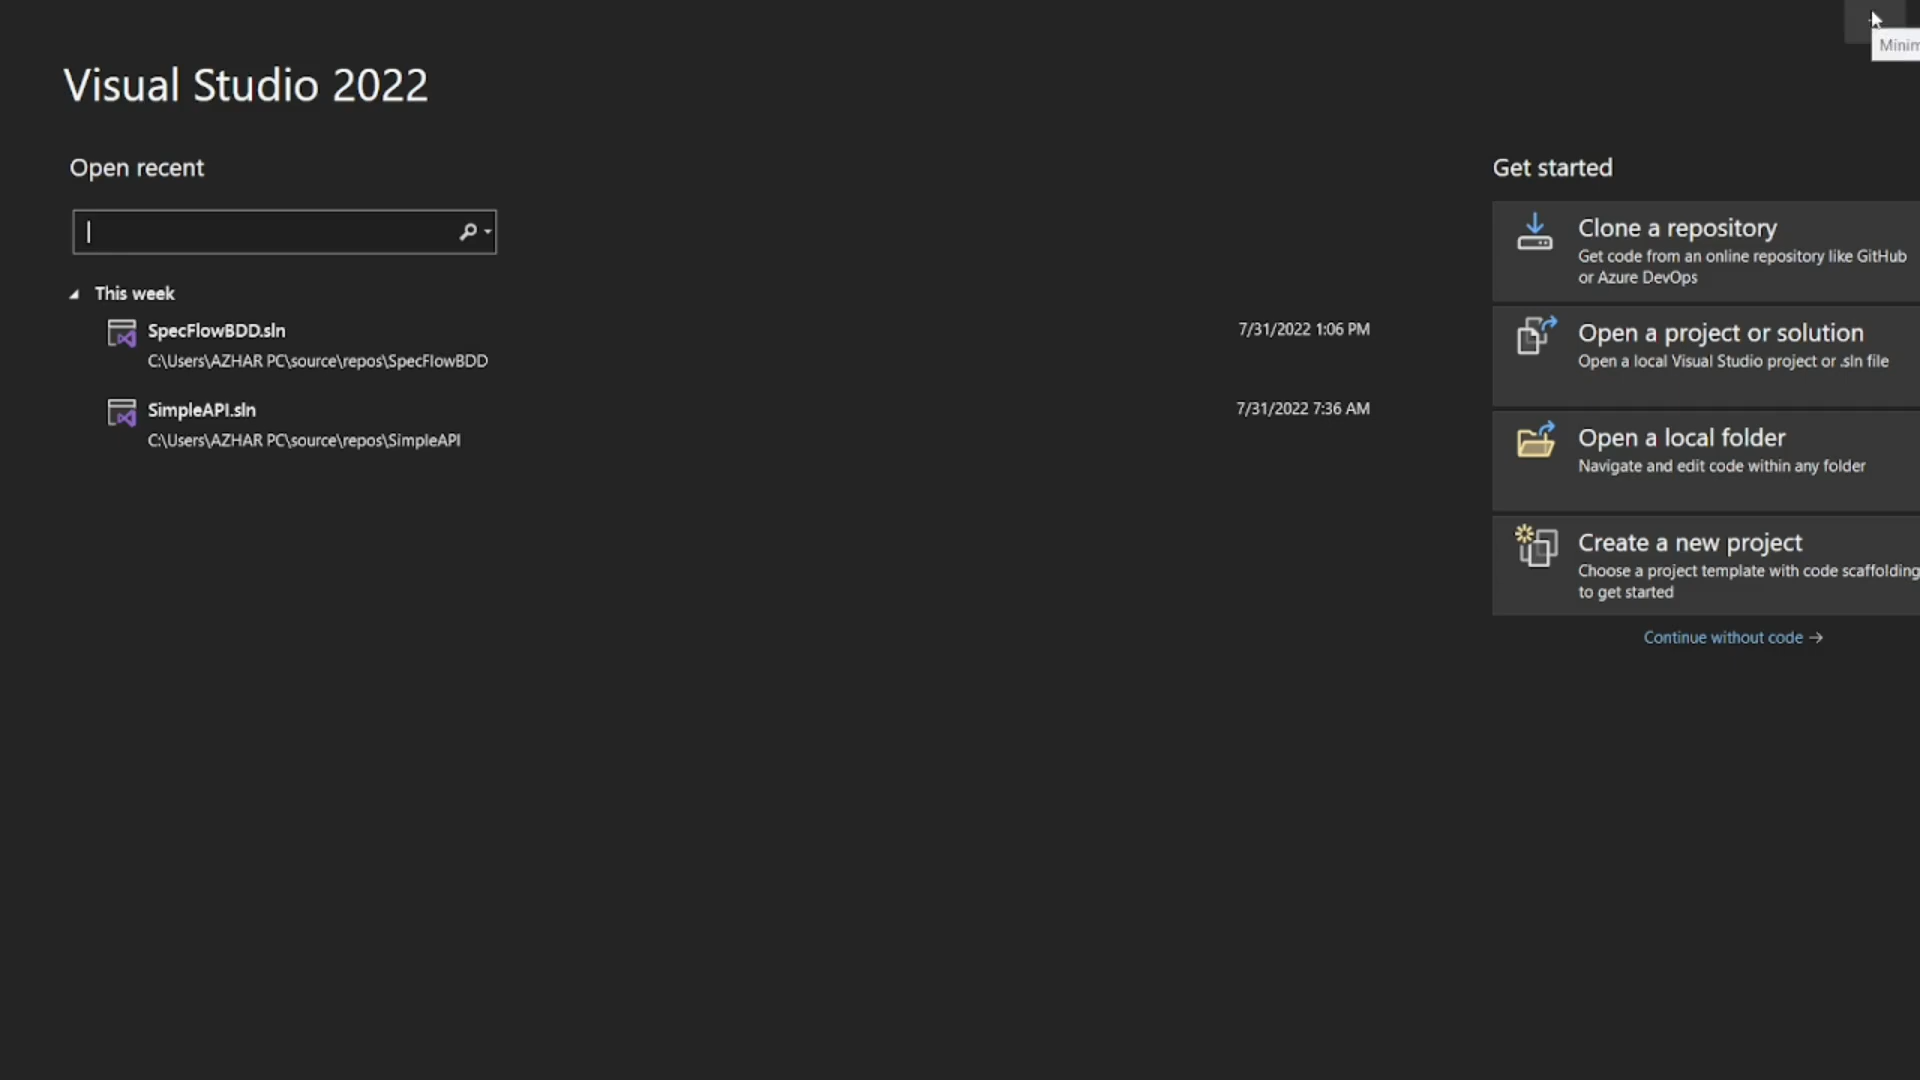 Minim
Visual Studio 2022
Open recent
This week
SpecFlowBDD.sln
7/31/2022 1:06 PM
C:\Users\AZHAR PC\source\repos\SpecFlowBDD
SimpleAPI.sln
7/31/2022 7:36 AM
C:\Users\AZHAR PC\source\repos\SimpleAPI
Get started
Clone a repository
Get code from an online repository like GitHub
or Azure DevOps
Open a project or solution
Open a local Visual Studio project or .sln file
Open a local folder
Navigate and edit code within any folder
Create a new project
Choose a project template with code scaffolding
to get started
Continue without code →